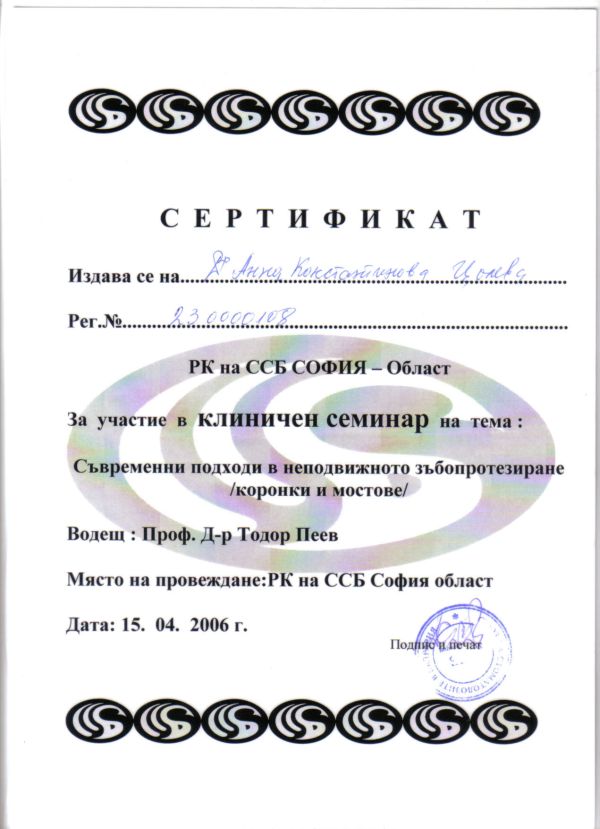 СЕРТИФИКАТ
Издава се на Д-р Анна Константинова Цолева
Рег.№ 230000108
РК на ССБ СОФИЯ – Област
За участие в клиничен семинар на тема :
Съвременни подходи в неподвижното зъбопротезиране
/коронки и мостове/
Водещ : Проф. Д-р Тодор Пеев
Място на провеждане:РК на ССБ София област
Дата: 15. 04. 2006 г.
Подпис и печат